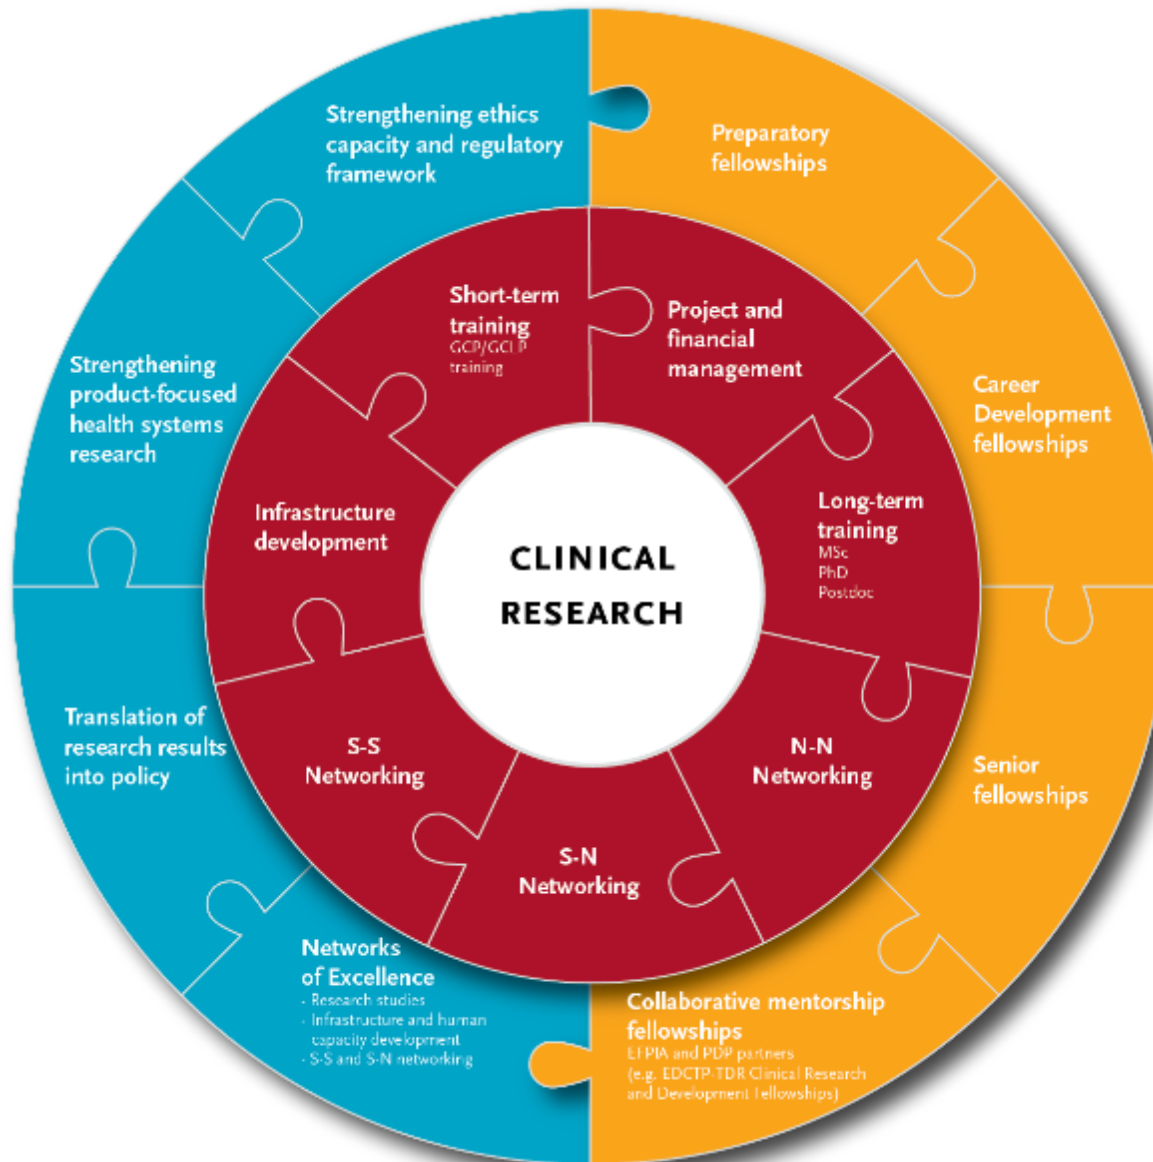 Strengthening ethics
capacity and regulatory
framework
Preparatory
fellowships
Short-term
training
GCP/GCLP
training
Project and
financial
management
Strengthening
product-focused
health systems
research
Career
Development
fellowships
Infrastructure
development
Long-term
training
MSc
PhD
Postdoc
CLINICAL
RESEARCH
Translation of
research results
into policy
S-S
Networking
N-N
Networking
Senior
fellowships
S-N
Networking
Networks
of Excellence
- Research studies
- Infrastructure and human
capacity development
- S-S and S-N networking
Collaborative mentorship
fellowships
EFPIA and PDP partners
(e.g. EDCTP-TDR Clinical Research
and Development Fellowships)